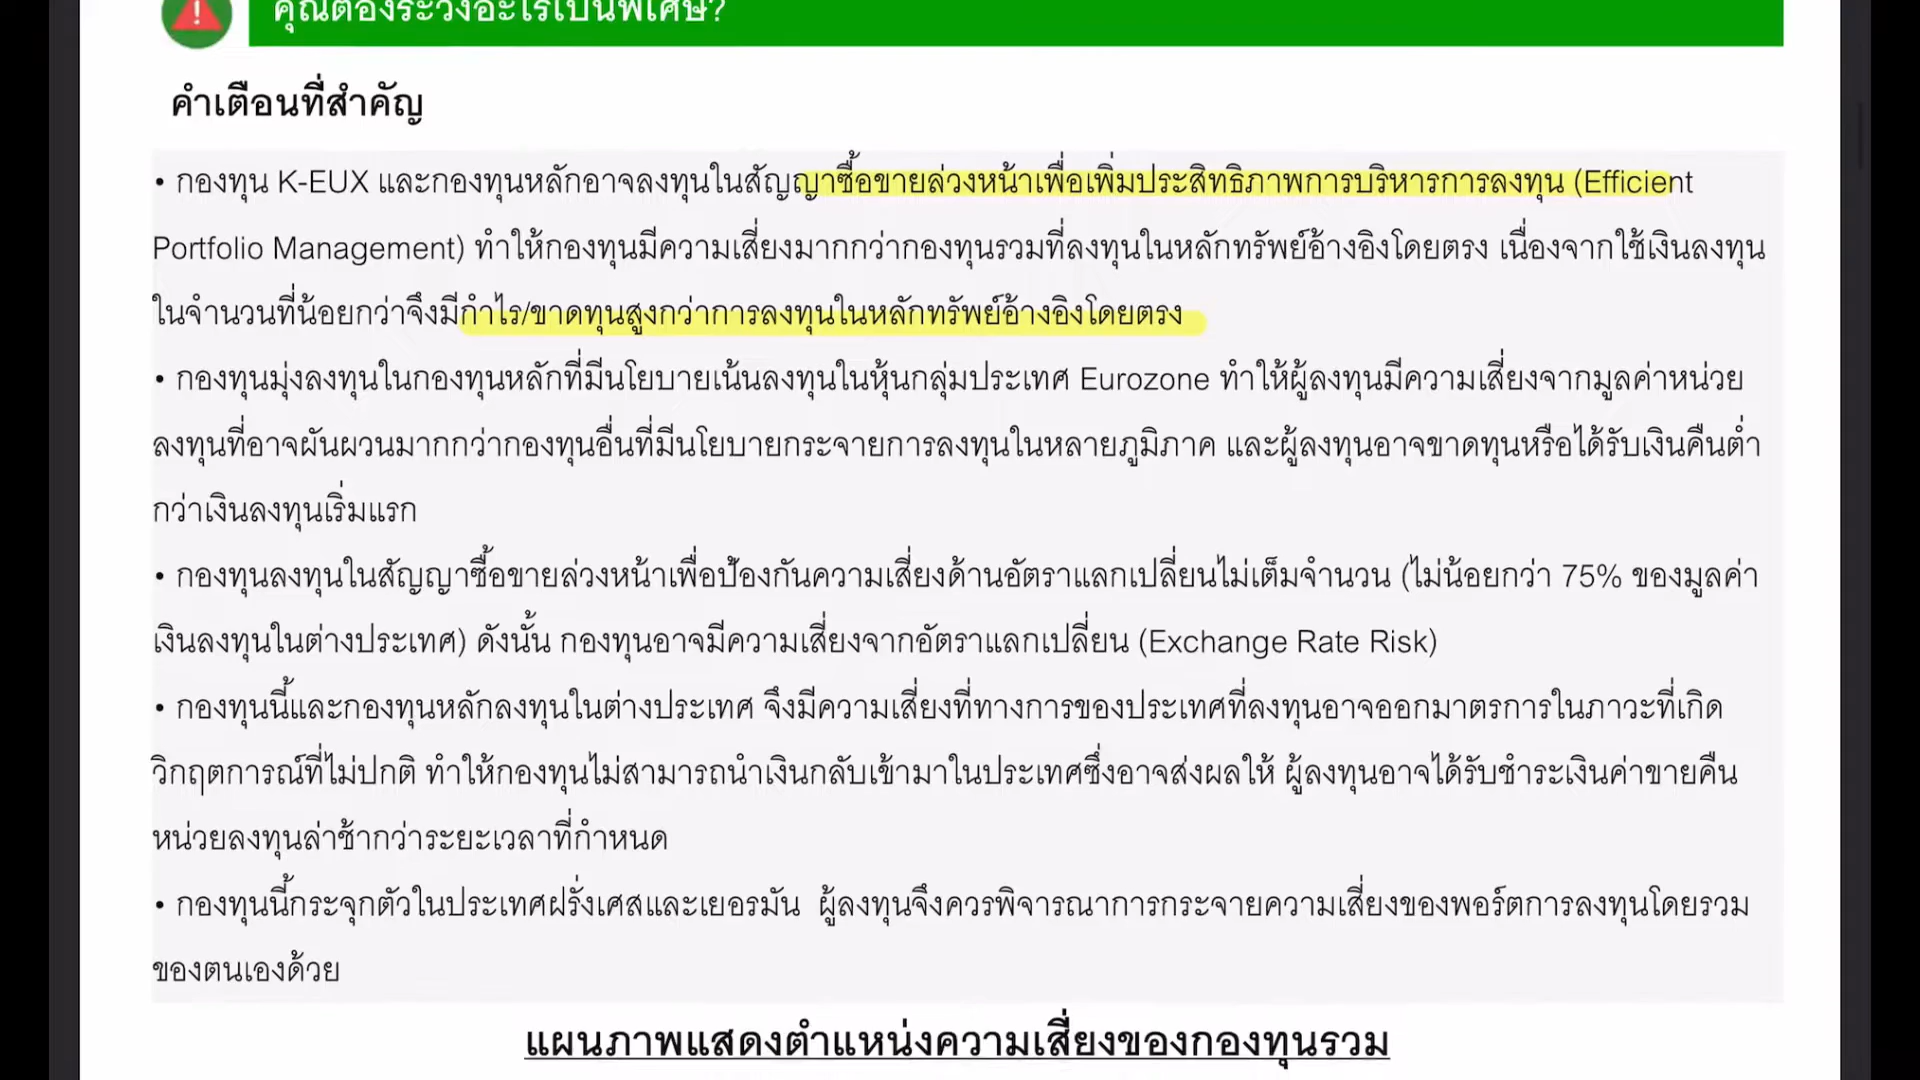 คุณต้องระวังอะไรเป็นพิเศษ?
คำเตือนที่สำคัญ
• กองทุน K-EUX และกองทุนหลักอาจลงทุนในสัญญาซื้อขายล่วงหน้าเพื่อเพิ่มประสิทธิภาพการบริหารการลงทุน (Efficient
Portfolio Management) ทำให้กองทุนมีความเสี่ยงมากกว่ากองทุนรวมที่ลงทุนในหลักทรัพย์อ้างอิงโดยตรง เนื่องจากใช้เงินลงทุน
ในจำนวนที่น้อยกว่าจึงมีกำไร/ขาดทุนสูงกว่าการลงทุนในหลักทรัพย์อ้างอิงโดยตรง
• กองทุนมุ่งลงทุนในกองทุนหลักที่มีนโยบายเน้นลงทุนในหุ้นกลุ่มประเทศ Eurozone ทำให้ผู้ลงทุนมีความเสี่ยงจากมูลค่าหน่วย
ลงทุนที่อาจผันผวนมากกว่ากองทุนอื่นที่มีนโยบายกระจายการลงทุนในหลายภูมิภาค และผู้ลงทุนอาจขาดทุนหรือได้รับเงินคืนต่ำ
กว่าเงินลงทุนเริ่มแรก
• กองทุนลงทุนในสัญญาซื้อขายล่วงหน้าเพื่อป้องกันความเสี่ยงด้านอัตราแลกเปลี่ยนไม่เต็มจำนวน (ไม่น้อยกว่า 75% ของมูลค่า
เงินลงทุนในต่างประเทศ) ดังนั้น กองทุนอาจมีความเสี่ยงจากอัตราแลกเปลี่ยน (Exchange Rate Risk)
• กองทุนนี้และกองทุนหลักลงทุนในต่างประเทศ จึงมีความเสี่ยงที่ทางการของประเทศที่ลงทุนอาจออกมาตรการในภาวะที่เกิด
วิกฤตการณ์ที่ไม่ปกติ ทำให้กองทุนไม่สามารถนำเงินกลับเข้ามาในประเทศซึ่งอาจส่งผลให้ ผู้ลงทุนอาจได้รับชำระเงินค่าขายคืน
หน่วยลงทุนล่าช้ากว่าระยะเวลาที่กำหนด
• กองทุนนี้กระจุกตัวในประเทศฝรั่งเศสและเยอรมัน ผู้ลงทุนจึงควรพิจารณาการกระจายความเสี่ยงของพอร์ตการลงทุนโดยรวม
ของตนเองด้วย
แผนภาพแสดงตำแหน่งความเสี่ยงของกองทุนรวม